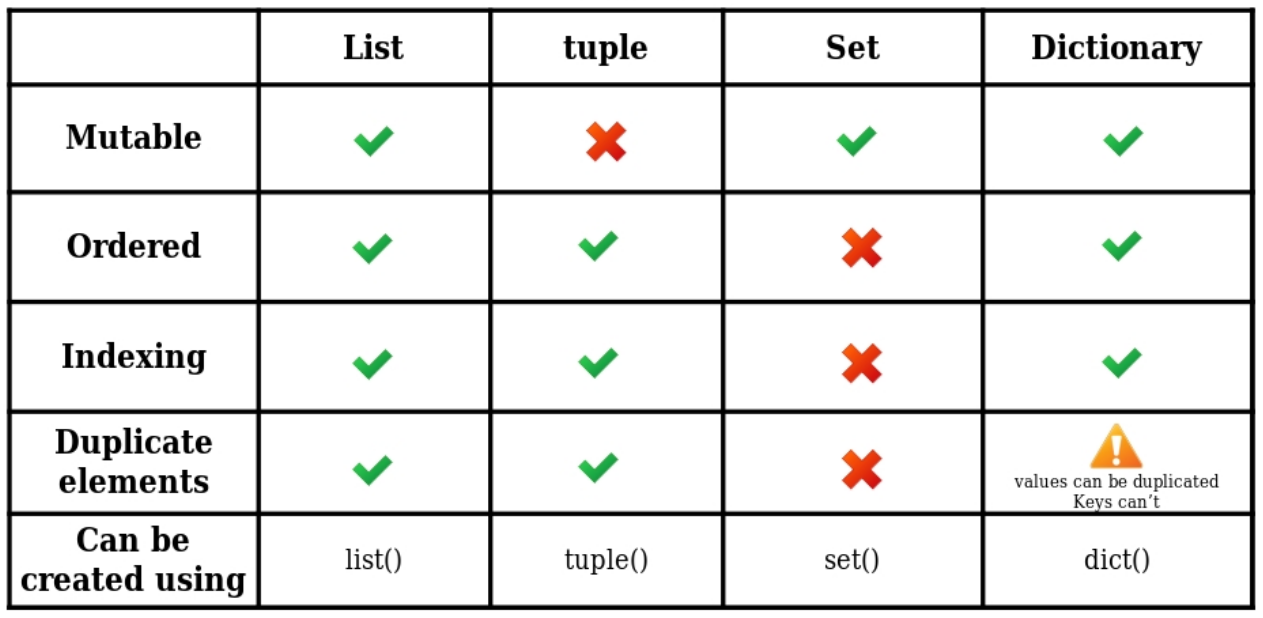 List tuple Set Dictionary
Mutable
Ordered
Indexing
Duplicate
elements
values can be duplicated
Keys can't
Can be
created using
list() tuple() set() dict()